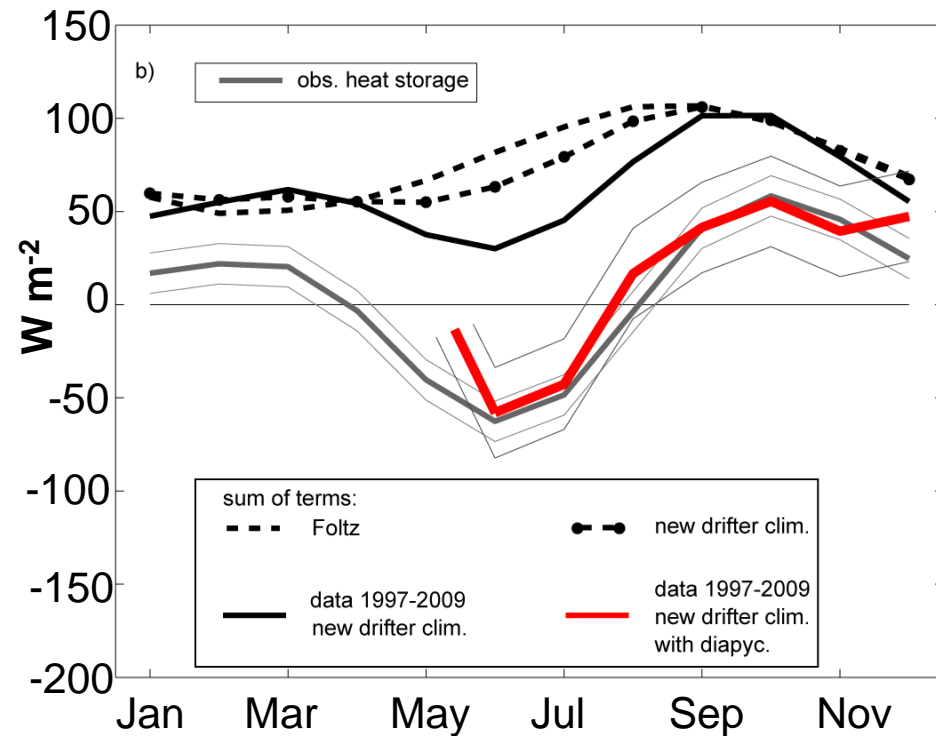 150
b)
obs. heat storage
100
50
0
W m-2
-50
-100
sum of terms:
Foltz
new drifter clim.
data 1997-2009
new drifter clim.
data 1997-2009
new drifter clim.
with diapyc.
-150
-200
Jan Mar May Jul Sep Nov